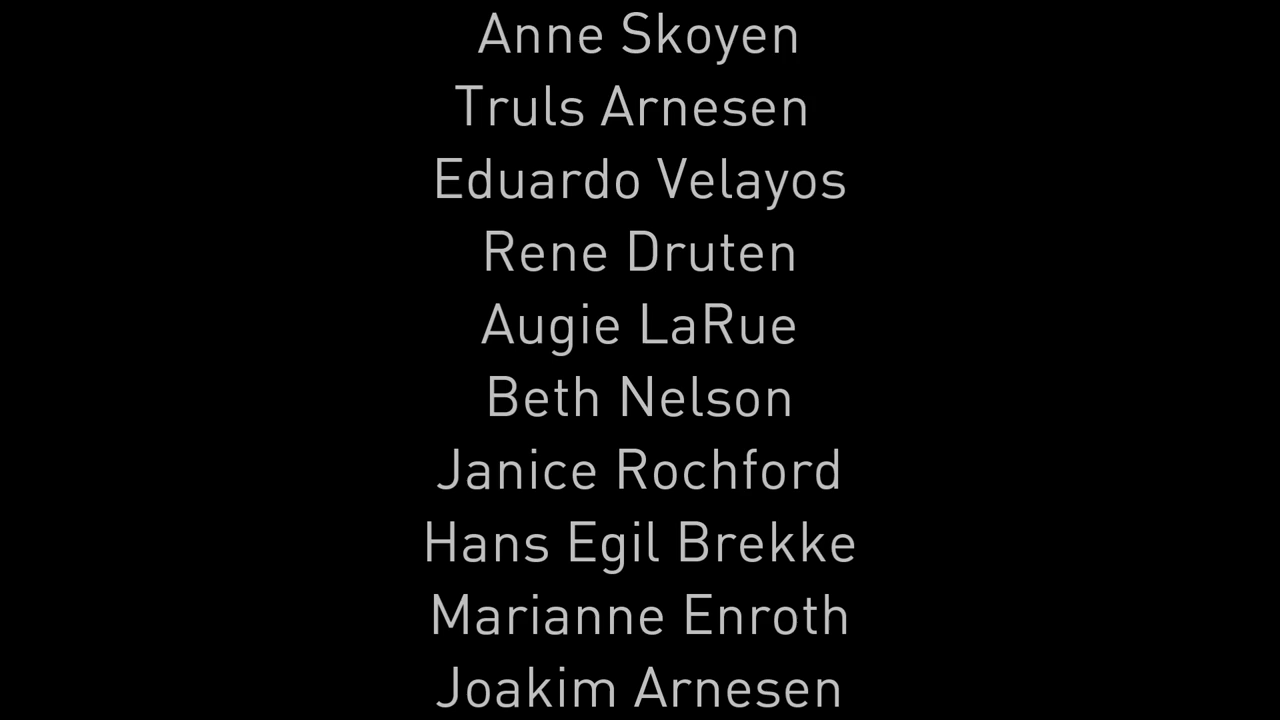 Anne Skoyen
Truls Arnesen
Eduardo Velayos
Rene Druten
Augie LaRue
Beth Nelson
Janice Rochford
Hans Egil Brekke
Marianne Enroth
Joakim Arnesen